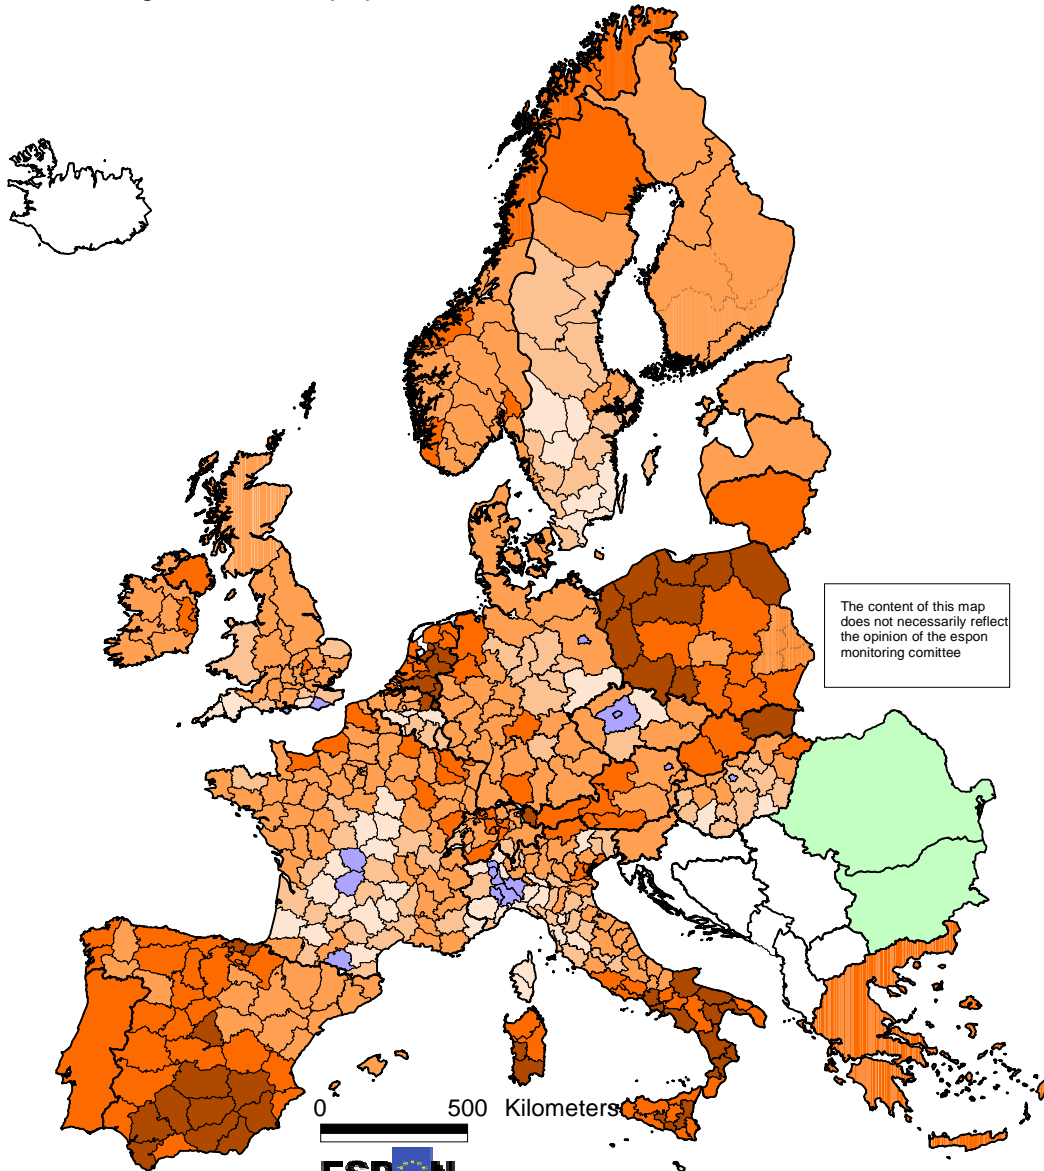 The content of this map
does not necessarily reflect
the opinion of the espon
monitoring comittee
0 500 Kilometers